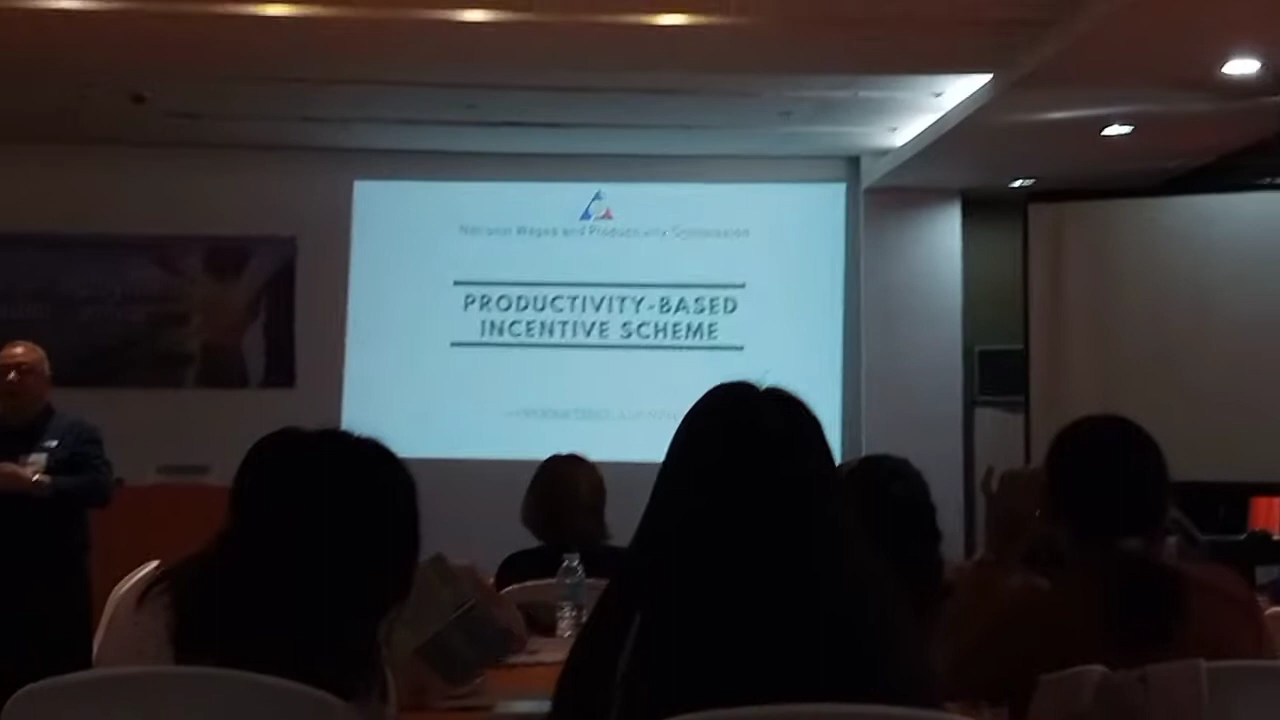 National Wages and Productivity Commission
PRODUCTIVITY-BASED
INCENTIVE SCHEME